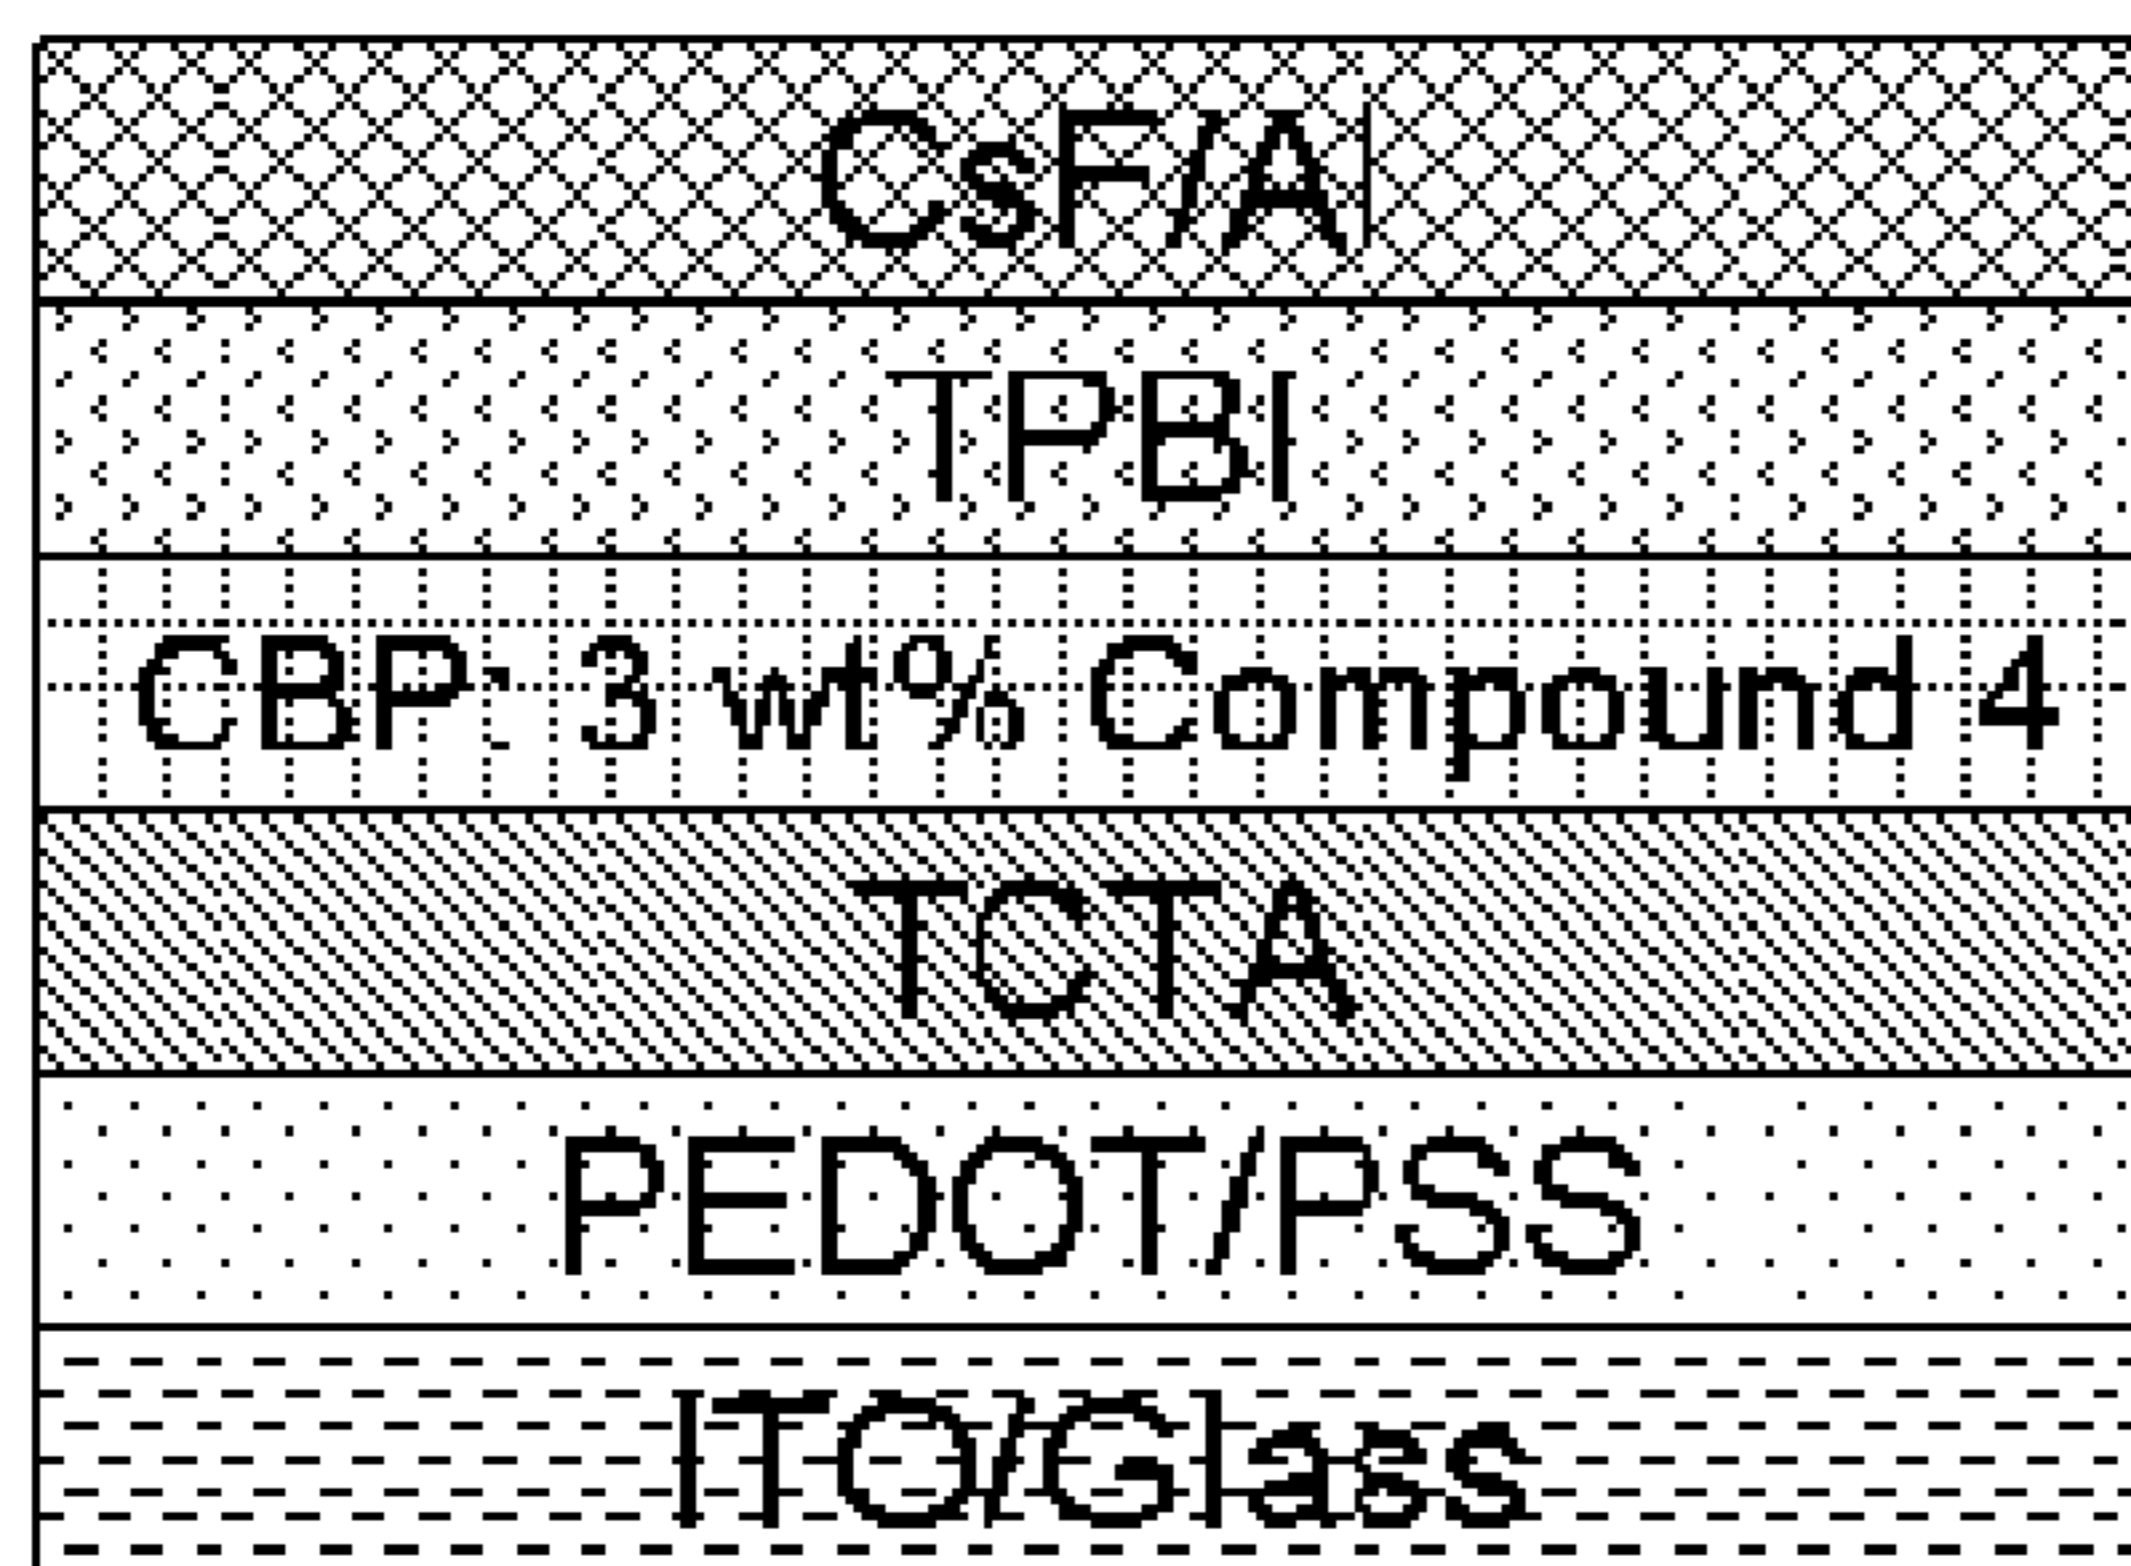 CsF/Al
TPBI
CBP: 3 wt% Compound 4
TCTA
PEDOT/PSS
ITO/Glass